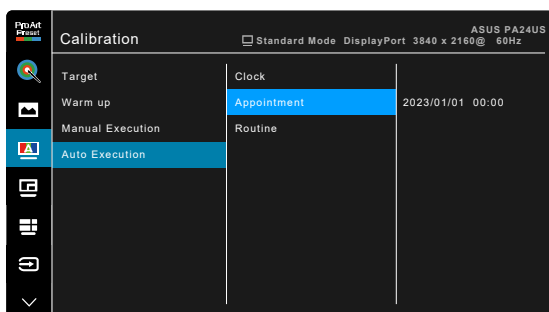 ProArt
Preset
Calibration
ASUS PA24US
Standard Mode DisplayPort 3840 x 2160@ 60Hz
Target
Clock
Warm up
Appointment
2023/01/01 00:00
Manual Execution
Routine
Auto Execution
A